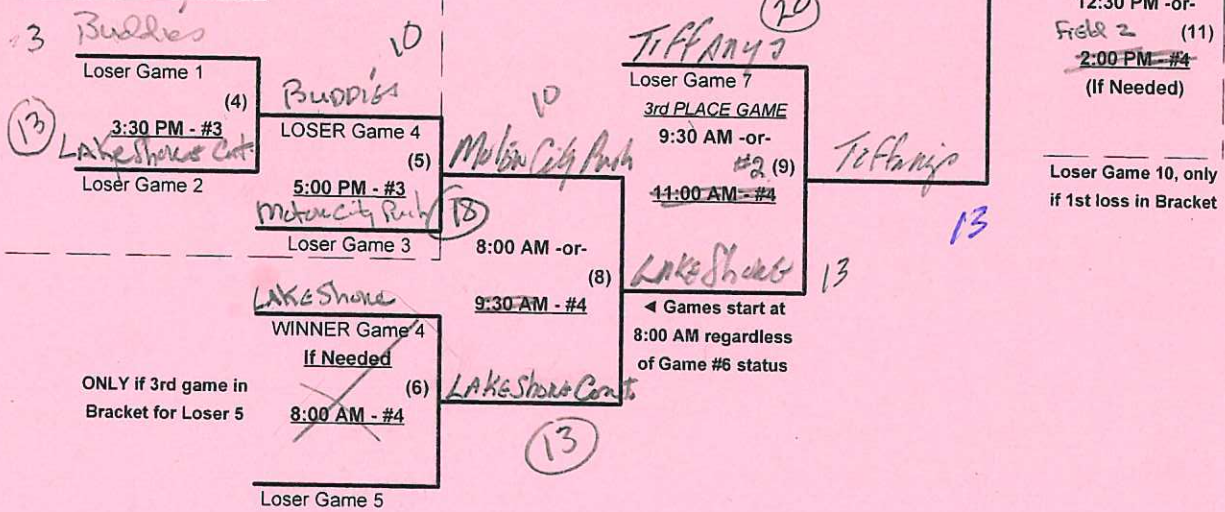 12:30 PM -or-
Field 2 (11)
2:00 PM - #4
(If Needed)
Loser Game 10, only
if 1st loss in Bracket
3 Buddies
Loser Game 1
(4)
3:30 PM - #3
13 LAKeShore Cont.
Loser Game 2
10
BUDDIES
LOSER Game 4
(5)
5:00 PM - #3
Motor City Push 18
Loser Game 3
20
TIFFANYS
Loser Game 7
3rd PLACE GAME
9:30 AM -or-
#2 (9)
11:00 AM - #4
Tiffanys
13
10
Motor City Push
8:00 AM -or-
(8)
9:30 AM - #4
LAKE Shore 13
◄ Games start at
8:00 AM regardless
of Game #6 status
LAKEShore
WINNER Game 4
If Needed
(6)
8:00 AM - #4
ONLY if 3rd game in
Bracket for Loser 5
LAKEShore Cont.
13
Loser Game 5